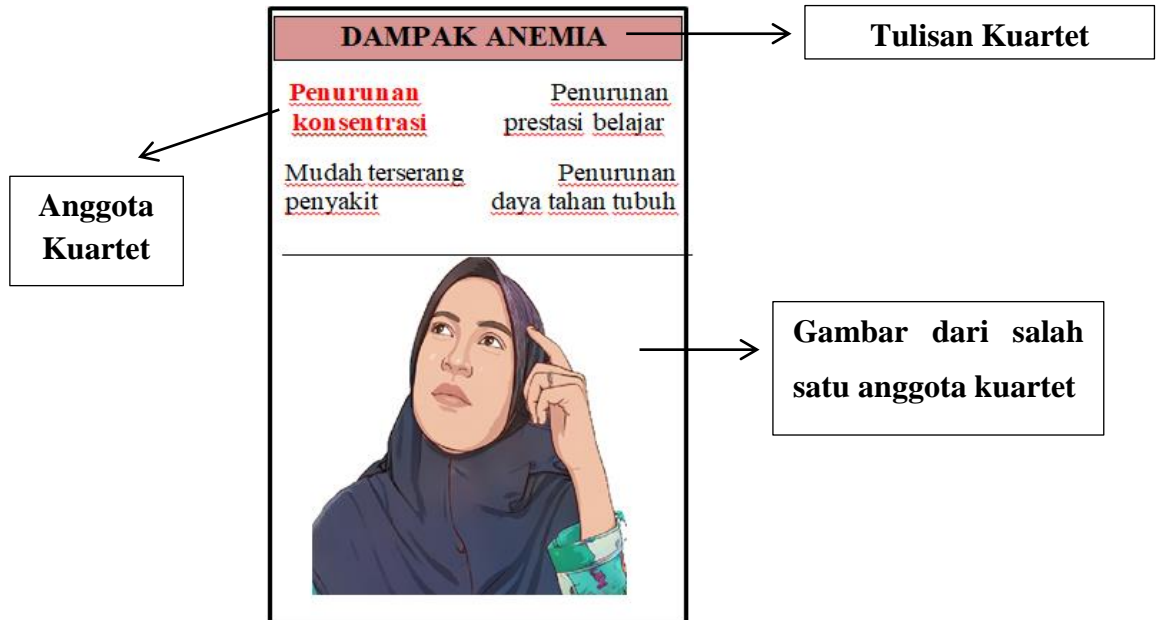 DAMPAK ANEMIA
Tulisan Kuartet
Penurunan
konsentrasi
Penurunan
prestasi belajar
Mudah terserang
penyakit
Penurunan
daya tahan tubuh
Anggota
Kuartet
Gambar dari salah
satu anggota kuartet